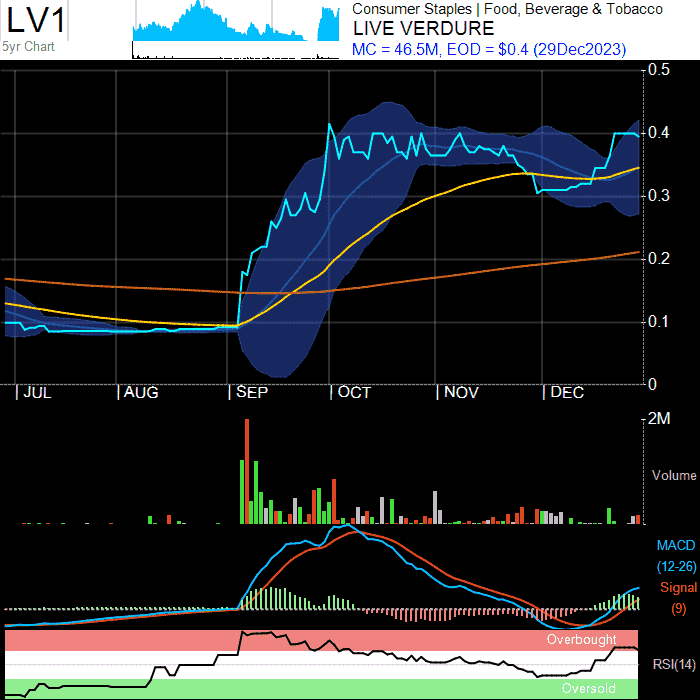 LV1
5yr Chart
Consumer Staples | Food, Beverage & Tobacco
LIVE VERDURE
MC = 46.5M, EOD = $0.4 (29Dec2023)
0.5
0.4
0.3
0.2
0.1
0
JUL AUG SEP OCT NOV DEC
2M
Volume
MACD
(12-26)
Signal
(9)
Overbought
RSI(14)
Oversold